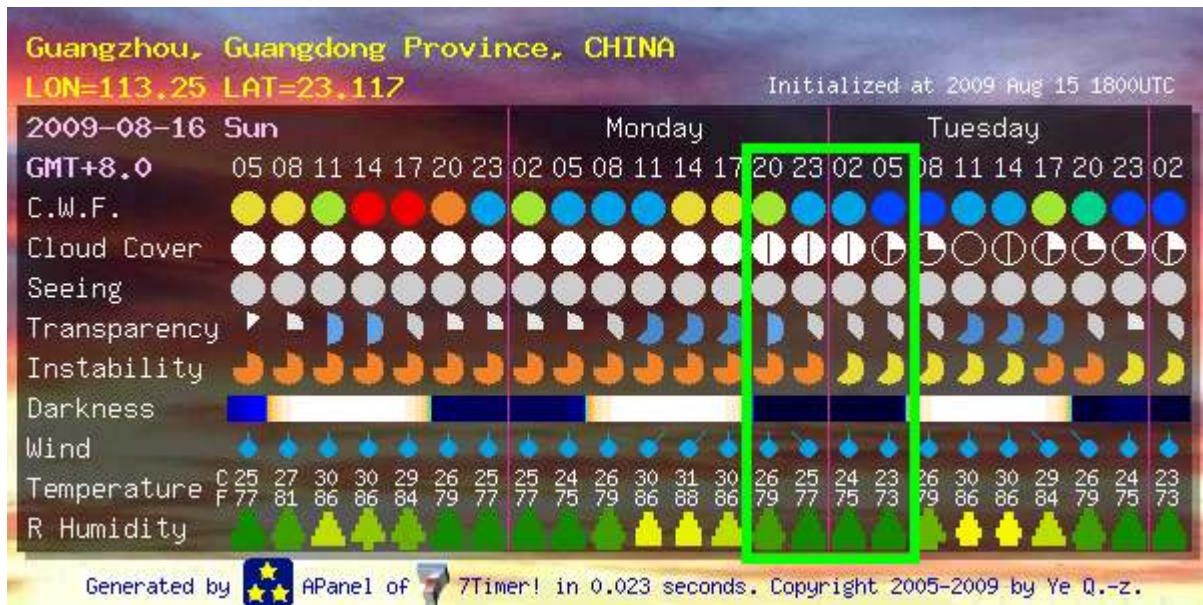 Guangzhou, Guangdong Province, CHINA
LON=113.25 LAT=23.117 Initialized at 2009 Aug 15 1800UTC
2009-08-16 Sun Monday Tuesday
GMT+8.0 05 08 11 14 17 20 23 02 05 08 11 14 17 20 23 02 05 08 11 14 17 20 23 02
C.W.F.
Cloud Cover
Seeing
Transparency
Instability
Darkness
Wind
Temperature C 25 27 30 30 29 26 25 25 24 26 30 31 30 26 25 24 23 26 30 30 29 26 24 23
F 77 81 86 86 84 79 77 77 75 79 86 88 86 79 77 75 73 79 86 86 84 79 75 73
R Humidity
Generated by APanel of 7Timer! in 0.023 seconds. Copyright 2005-2009 by Ye Q.-z.